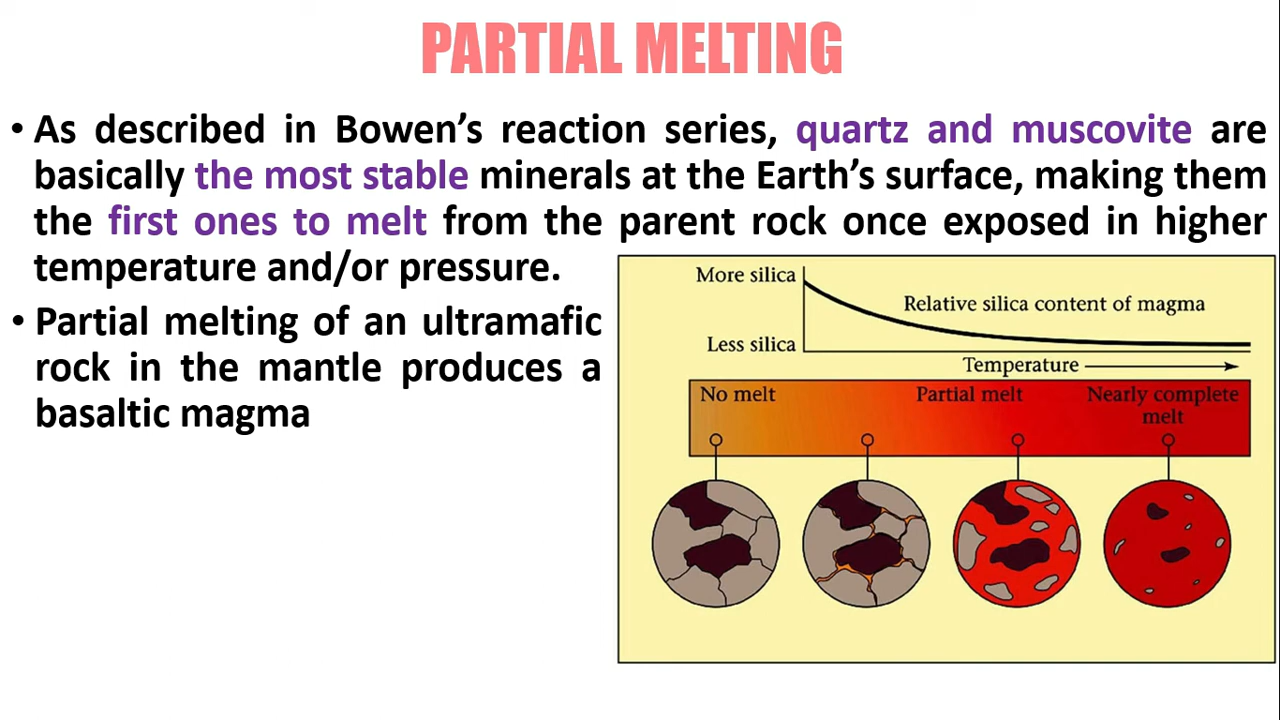 PARTIAL MELTING
• As described in Bowen's reaction series, quartz and muscovite are
basically the most stable minerals at the Earth's surface, making them
the first ones to melt from the parent rock once exposed in higher
temperature and/or pressure.
• Partial melting of an ultramafic
rock in the mantle produces a
basaltic magma
More silica
Relative silica content of magma
Less silica
Temperature
No melt
Partial melt
Nearly complete
melt